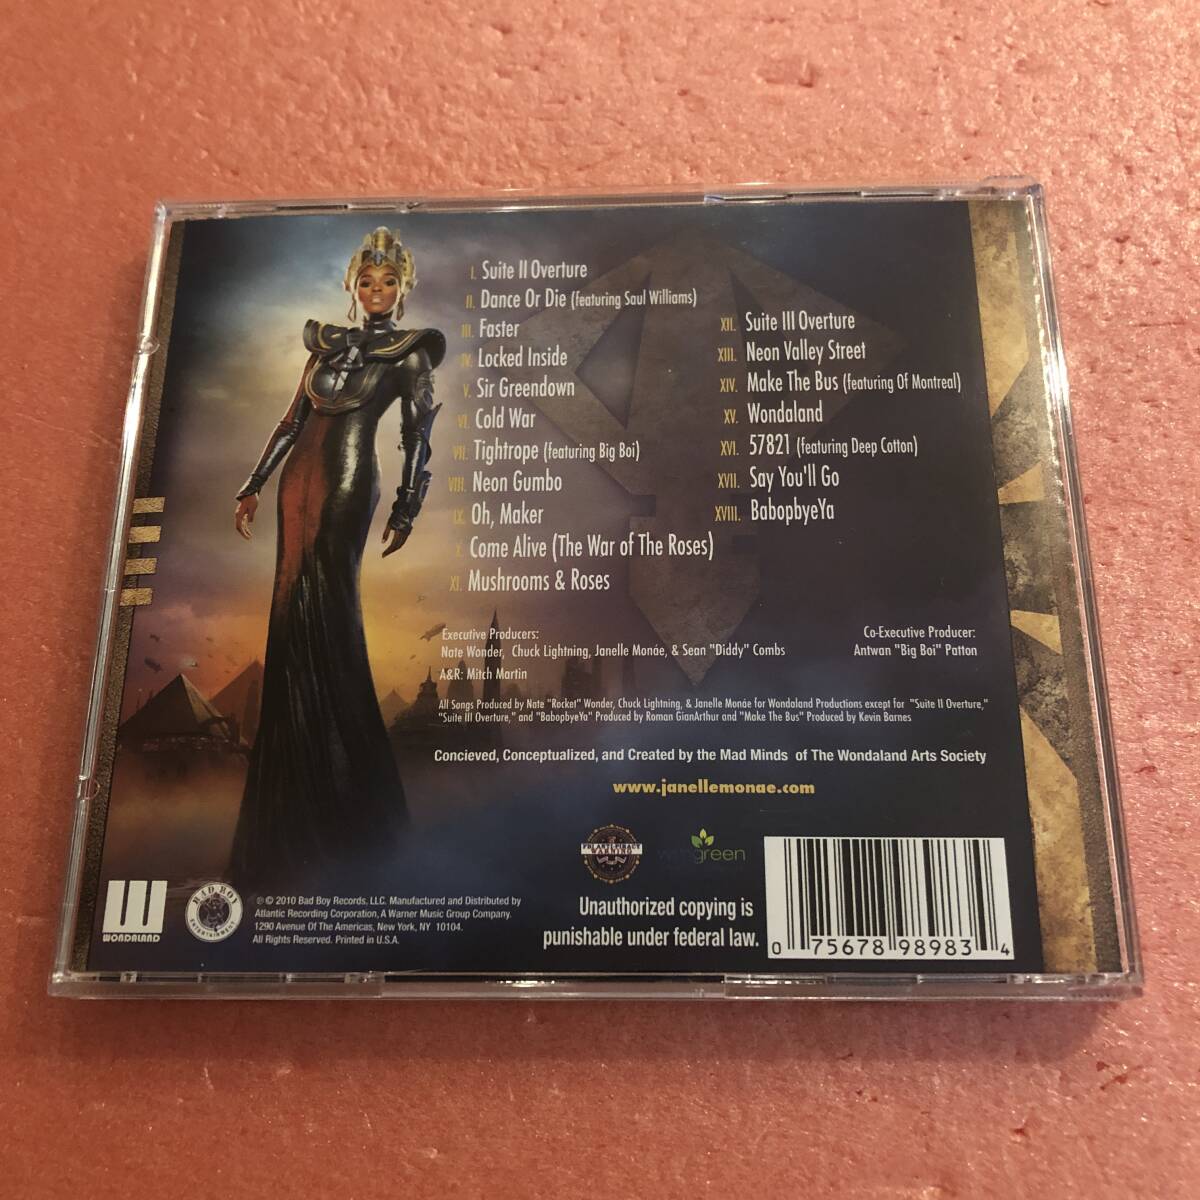 I. Suite II Overture
II. Dance Or Die (featuring Saul Williams)
III. Faster
IV. Locked Inside
V. Sir Greendown
VI. Cold War
VII. Tightrope (featuring Big Boi)
VIII. Neon Gumbo
IX. Oh, Maker
X. Come Alive (The War of The Roses)
XI. Mushrooms & Roses
XII. Suite III Overture
XIII. Neon Valley Street
XIV. Make The Bus (featuring Of Montreal)
XV. Wondaland
XVI. 57821 (featuring Deep Cotton)
XVII. Say You'll Go
XVIII. BabopbyeYa
Executive Producers:
Nate Wonder, Chuck Lightning, Janelle Monáe, & Sean "Diddy" Combs
A&R: Mitch Martin
Co-Executive Producer:
Antwan "Big Boi" Patton
All Songs Produced by Nate "Rocket" Wonder, Chuck Lightning, & Janelle Monáe for Wondaland Productions except for "Suite II Overture,"
"Suite III Overture," and "BabopbyeYa" Produced by Roman GianArthur and "Make The Bus" Produced by Kevin Barnes
Concieved, Conceptualized, and Created by the Mad Minds of The Wondaland Arts Society
www.janellemonae.com
FBI ANTI-PIRACY
WARNING
green
WONDALAND
BAD BOY
ENTERTAINMENT
℗ © 2010 Bad Boy Records, LLC. Manufactured and Distributed by
Atlantic Recording Corporation, A Warner Music Group Company.
1290 Avenue Of The Americas, New York, NY 10104.
All Rights Reserved. Printed in U.S.A.
Unauthorized copying is
punishable under federal law.
0 75678 98983 4